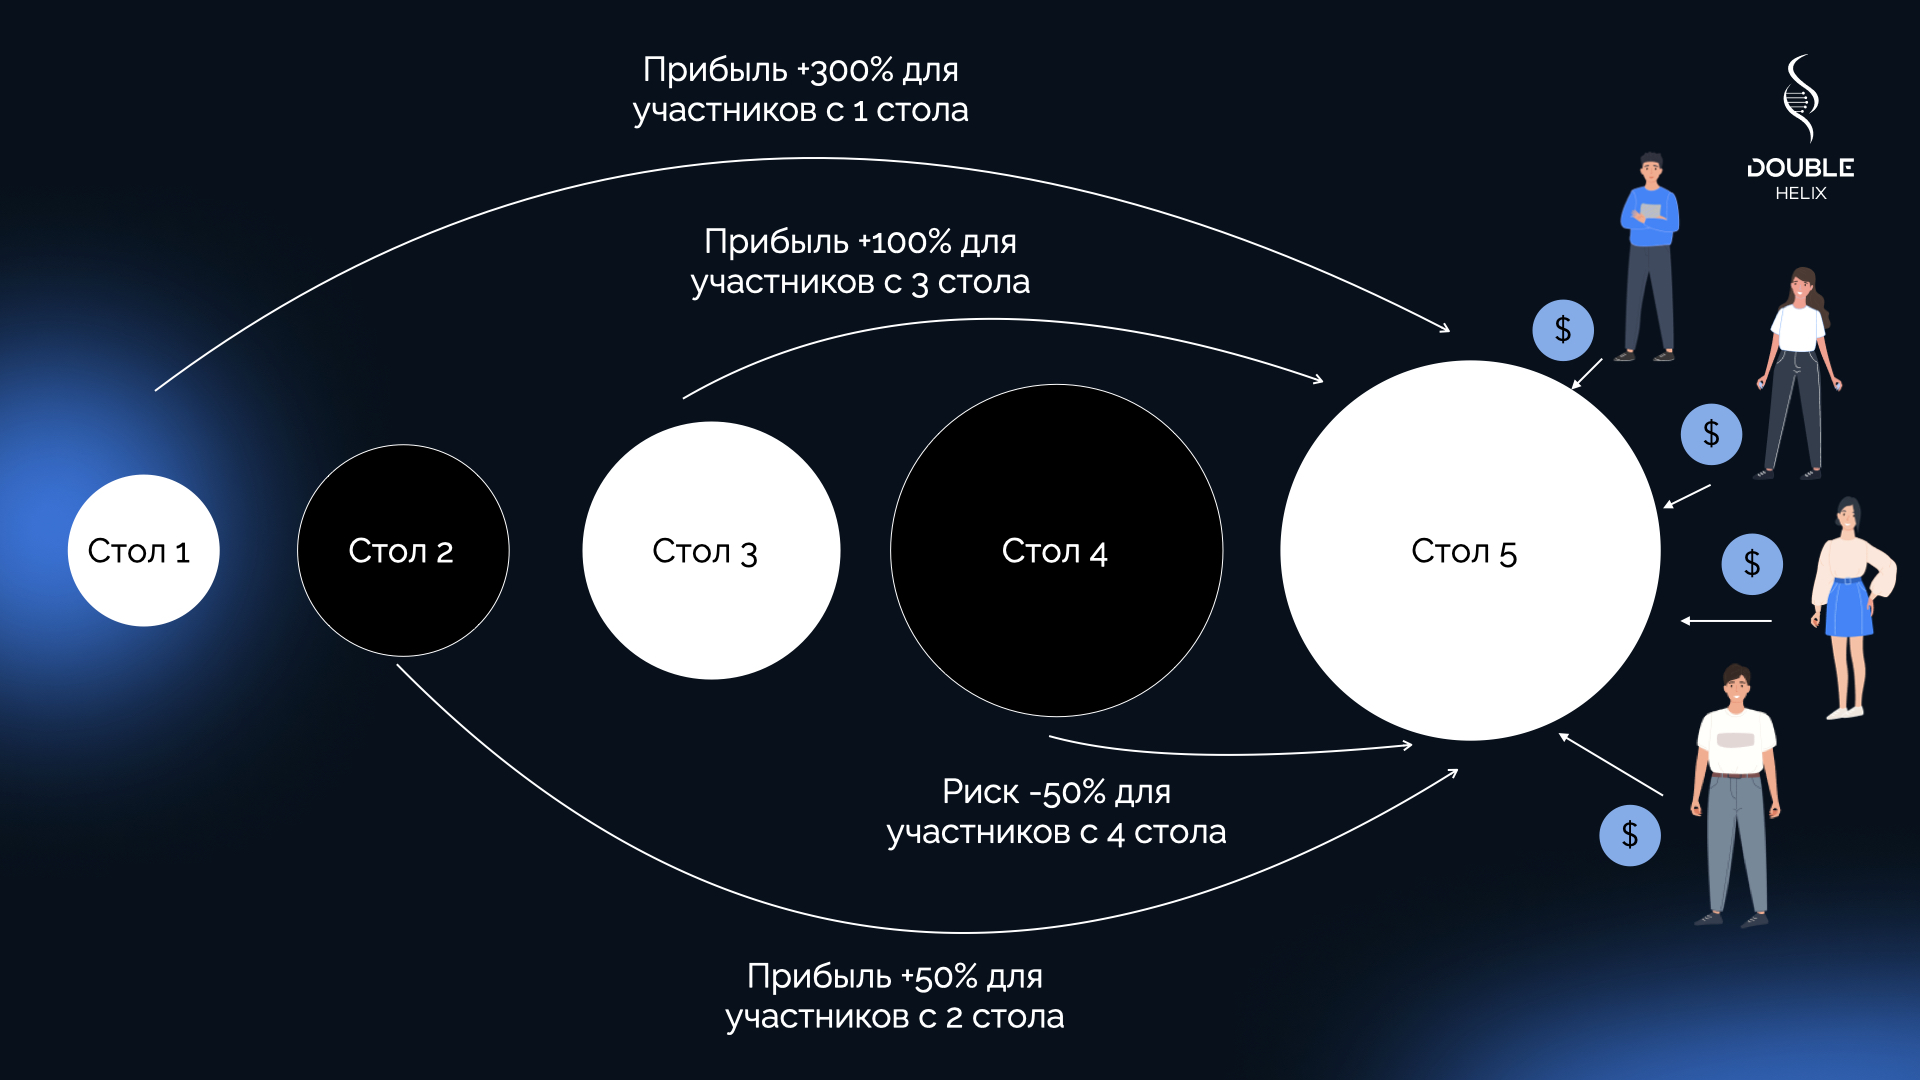 Прибыль +300% для
участников с 1 стола
DOUBLE
HELIX
Прибыль +100% для
участников с 3 стола
$
$
Стол 1
Стол 2
Стол 3
Стол 4
Стол 5
$
Риск -50% для
участников с 4 стола
$
Прибыль +50% для
участников с 2 стола